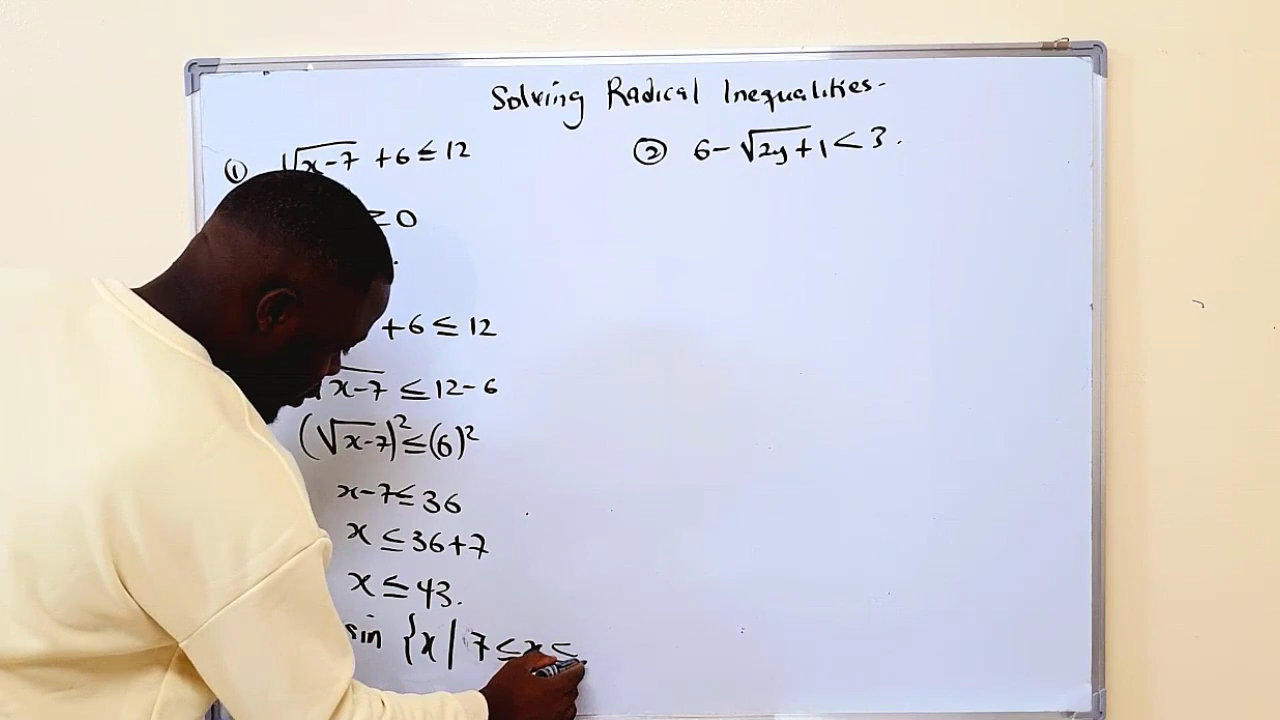 Solving Radical Inequalities.
① √x-7 +6 ≤ 12
≥ 0
+6 ≤ 12
√x-7 ≤ 12-6
(√x-7)² ≤ (6)²
x-7 ≤ 36
x ≤ 36+7
x ≤ 43.
sin {x | 7 ≤ x ≤
② 6-√2y+1 < 3.